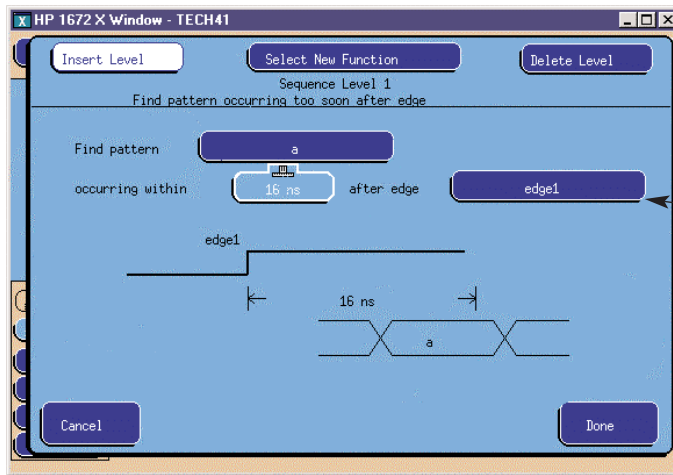 HP 1672 X Window - TECH41
Insert Level
Select New Function
Delete Level
Sequence Level 1
Find pattern occurring too soon after edge
Find pattern
a
occurring within
16 ns
after edge
edge1
edge1
16 ns
a
Cancel
Done